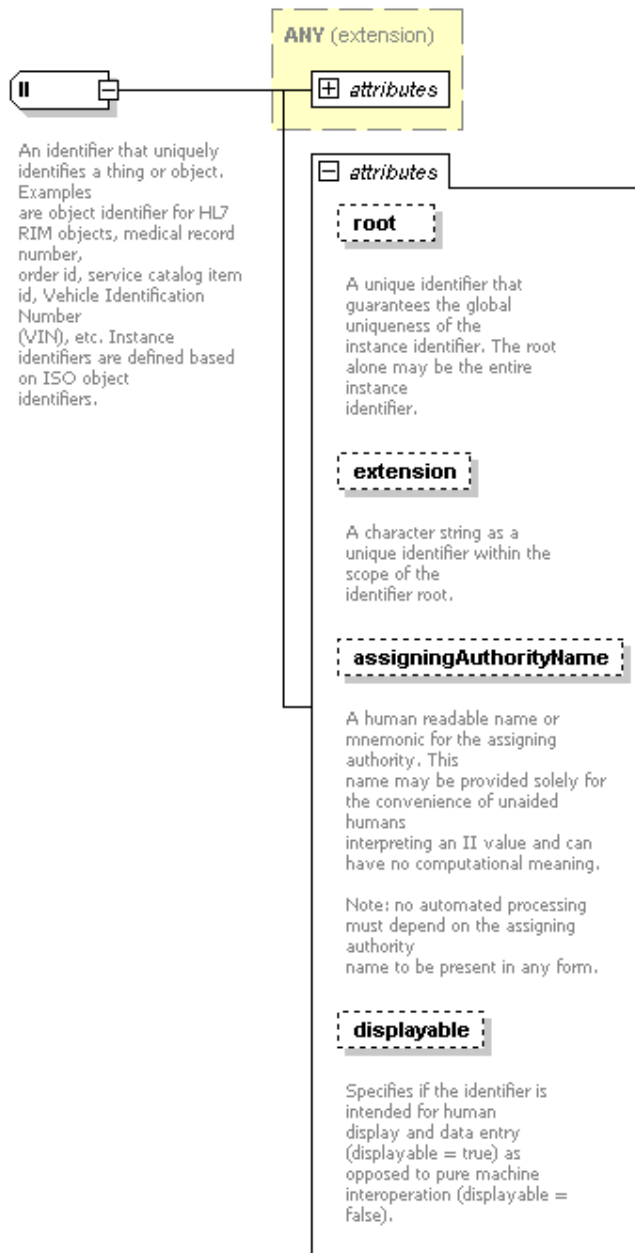 ANY (extension)
II
attributes
An identifier that uniquely
identifies a thing or object.
Examples
are object identifier for HL7
RIM objects, medical record
number,
order id, service catalog item
id, Vehicle Identification
Number
(VIN), etc. Instance
identifiers are defined based
on ISO object
identifiers.
attributes
root
A unique identifier that
guarantees the global
uniqueness of the
instance identifier. The root
alone may be the entire
instance
identifier.
extension
A character string as a
unique identifier within the
scope of the
identifier root.
assigningAuthorityName
A human readable name or
mnemonic for the assigning
authority. This
name may be provided solely for
the convenience of unaided
humans
interpreting an II value and can
have no computational meaning.
Note: no automated processing
must depend on the assigning
authority
name to be present in any form.
displayable
Specifies if the identifier is
intended for human
display and data entry
(displayable = true) as
opposed to pure machine
interoperation (displayable =
false).